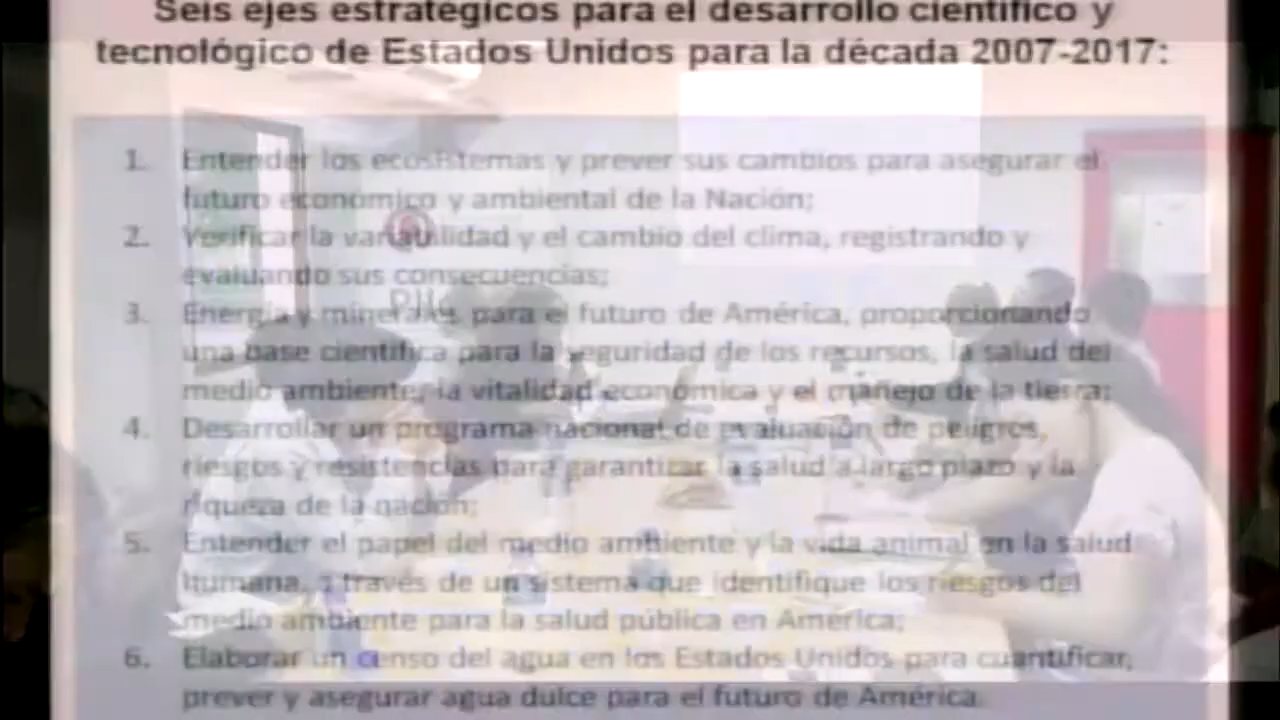 Seis ejes estratégicos para el desarrollo científico y
tecnológico de Estados Unidos para la década 2007-2017:
1. Entender los ecosistemas y prever sus cambios para asegurar el
futuro económico y ambiental de la Nación;
2. Verificar la variabilidad y el cambio del clima, registrando y
evaluando sus consecuencias;
3. Energía y minerales para el futuro de América, proporcionando
una base científica para la seguridad de los recursos, la salud del
medio ambiente, la vitalidad económica y el manejo de la tierra;
4. Desarrollar un programa nacional de evaluación de peligros,
riesgos y resistencias para garantizar la salud a largo plazo y la
riqueza de la nación;
5. Entender el papel del medio ambiente y la vida animal en la salud
humana, a través de un sistema que identifique los riesgos del
medio ambiente para la salud pública en América;
6. Elaborar un censo del agua en los Estados Unidos para cuantificar,
prever y asegurar agua dulce para el futuro de América.